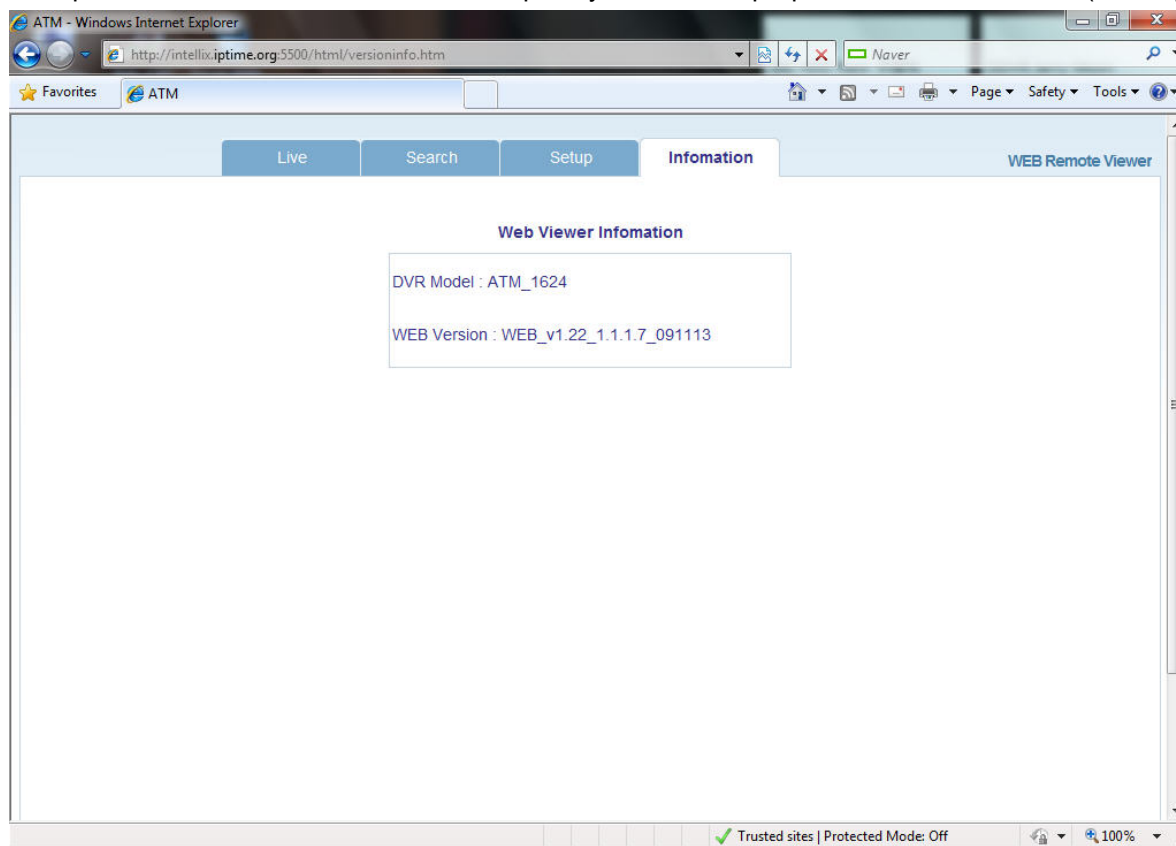 ATM - Windows Internet Explorer
http://intellix.iptime.org:5500/html/versioninfo.htm
Naver
Favorites
ATM
Page
Safety
Tools
Live
Search
Setup
Infomation
WEB Remote Viewer
Web Viewer Infomation
DVR Model : ATM_1624
WEB Version : WEB_v1.22_1.1.1.7_091113
Trusted sites | Protected Mode: Off
100%